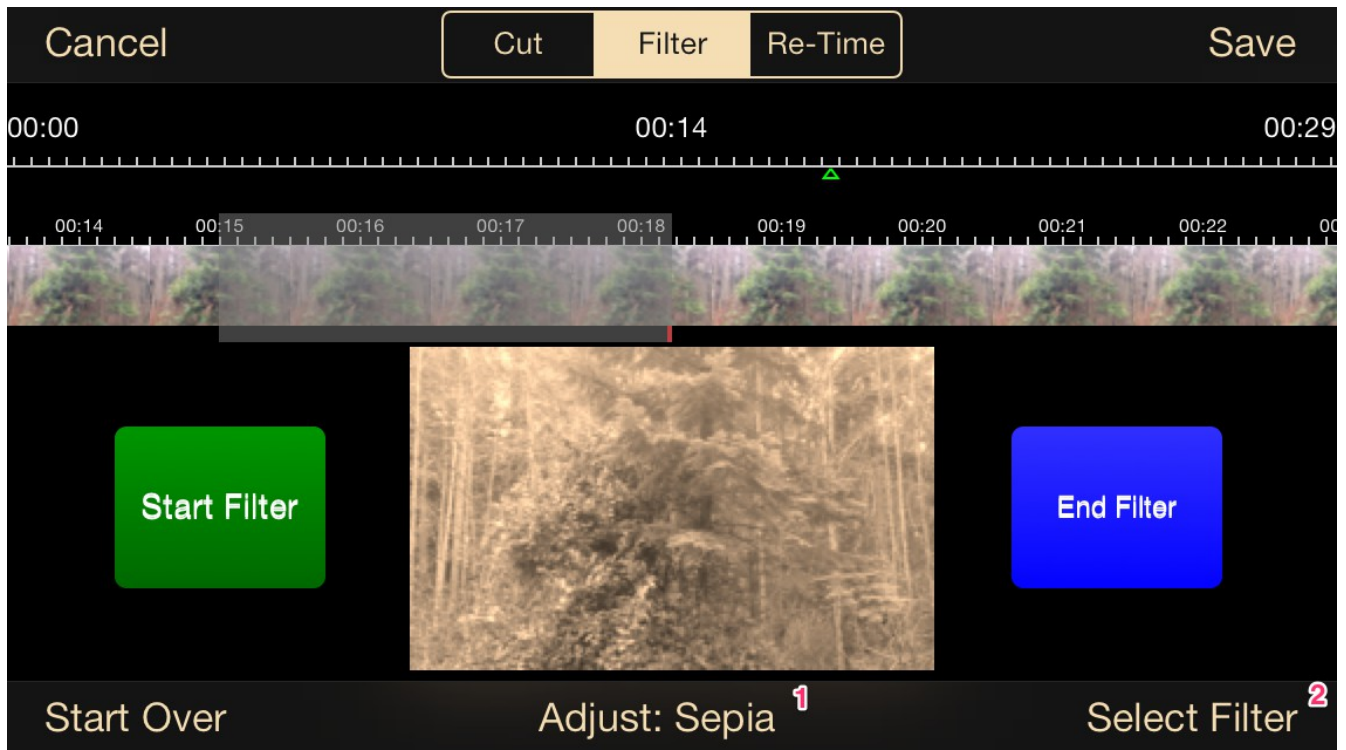 Cancel Cut Filter Re-Time Save
00:00 00:14 00:29
00:14 00:15 00:16 00:17 00:18 00:19 00:20 00:21 00:22
Start Filter End Filter
Start Over Adjust: Sepia 1 Select Filter 2